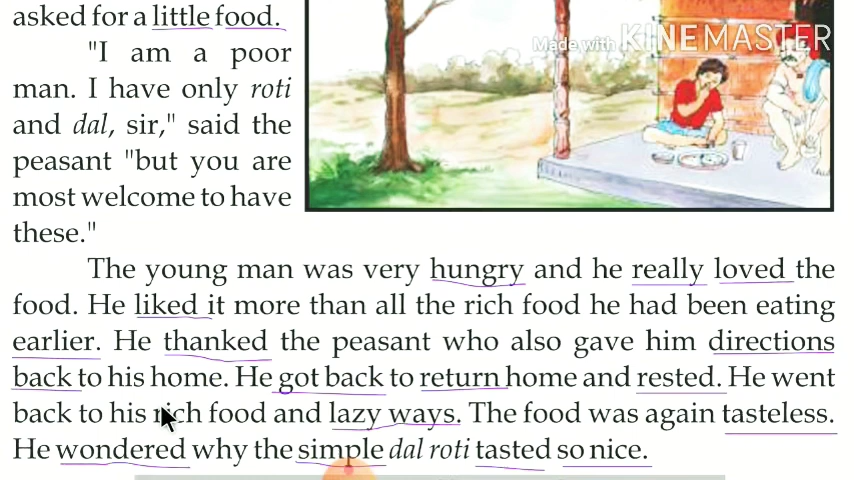 asked for a little food.
"I am a poor
man. I have only roti
and dal, sir," said the
peasant "but you are
most welcome to have
these."
Made with KINEMASTER
The young man was very hungry and he really loved the
food. He liked it more than all the rich food he had been eating
earlier. He thanked the peasant who also gave him directions
back to his home. He got back to return home and rested. He went
back to his rich food and lazy ways. The food was again tasteless.
He wondered why the simple dal roti tasted so nice.